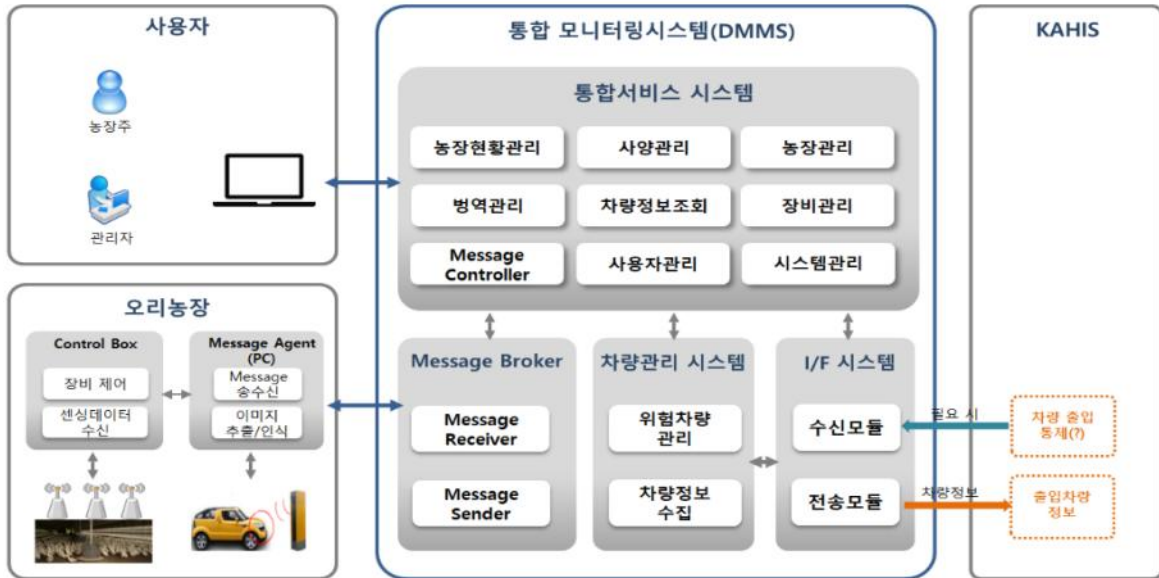 사용자
농장주
관리자
오리농장
Control Box
장비 제어
센싱데이터
수신
Message Agent
(PC)
Message
송수신
이미지
추출/인식
통합 모니터링시스템(DMMS)
통합서비스 시스템
농장현황관리
사양관리
농장관리
방역관리
차량정보조회
장비관리
Message
Controller
사용자관리
시스템관리
Message Broker
Message
Receiver
Message
Sender
차량관리 시스템
위험차량
관리
차량정보
수집
I/F 시스템
수신모듈
전송모듈
필요 시
차량정보
KAHIS
차량 출입
통제(?)
출입차량
정보